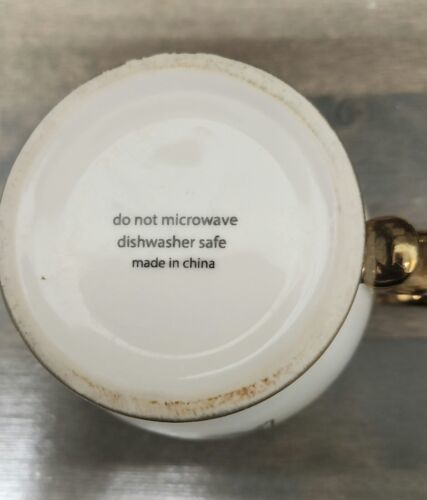 do not microwave
dishwasher safe
made in china